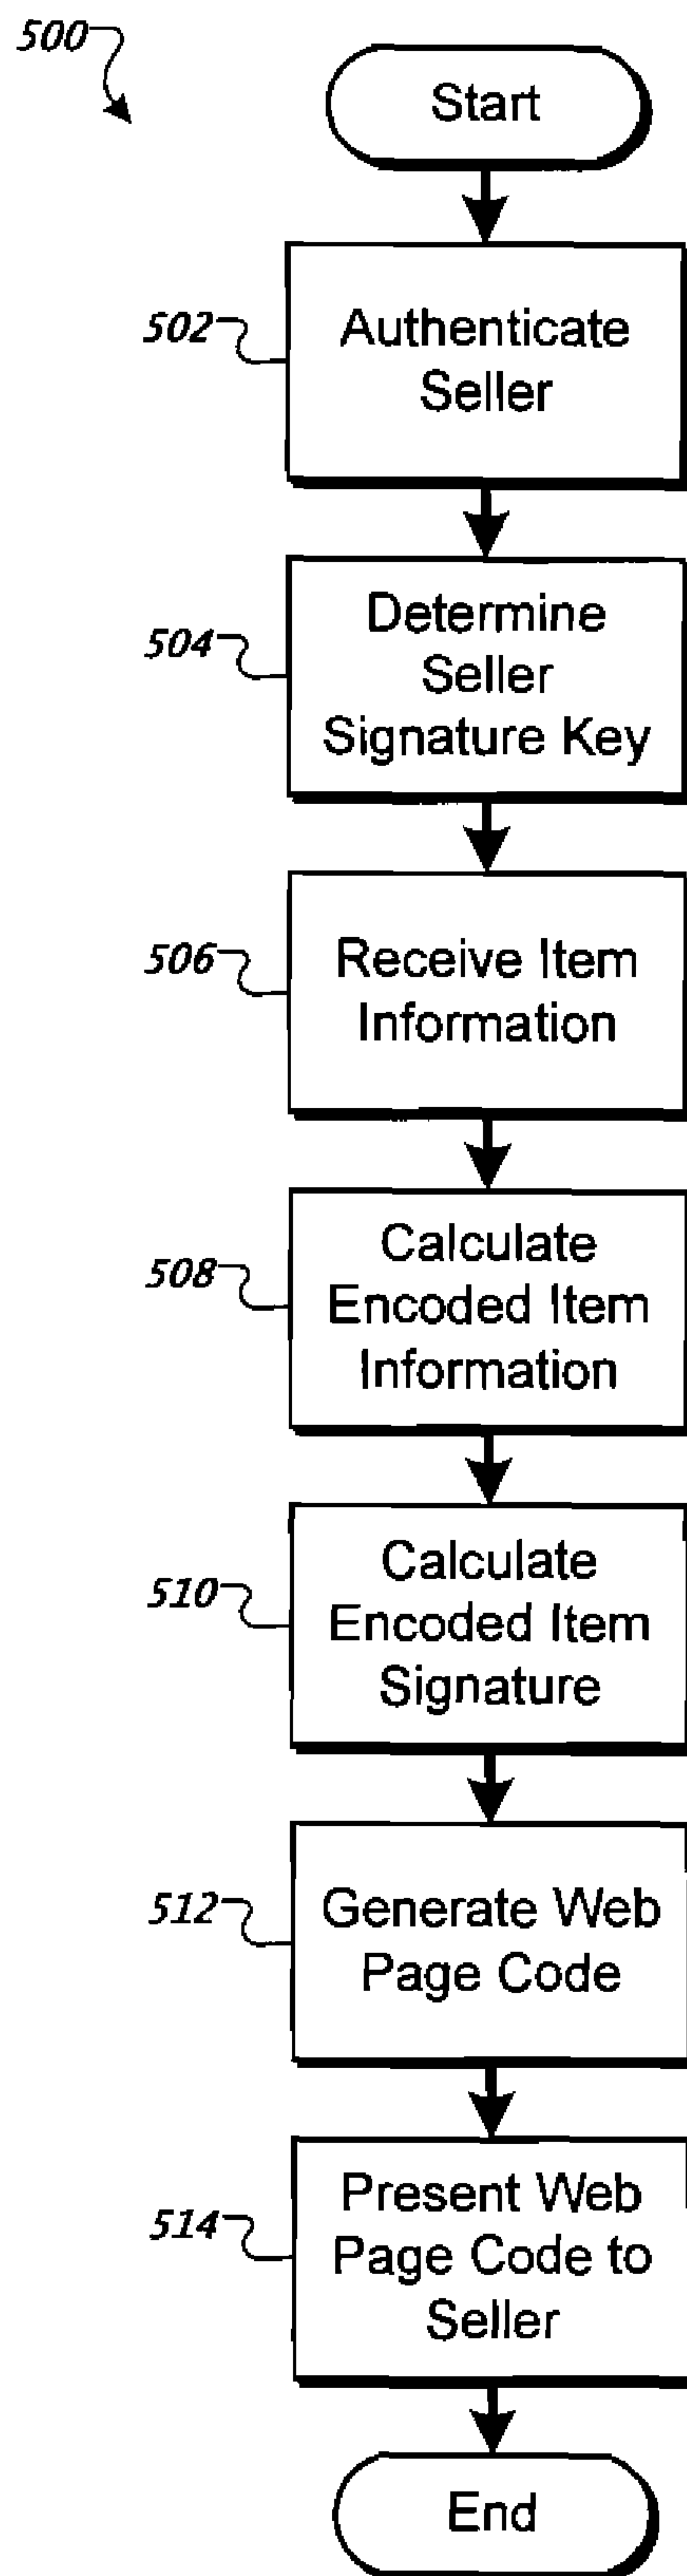 500
Start
502
Authenticate
Seller
504
Determine
Seller
Signature Key
506
Receive Item
Information
508
Calculate
Encoded Item
Information
510
Calculate
Encoded Item
Signature
512
Generate Web
Page Code
514
Present Web
Page Code to
Seller
End